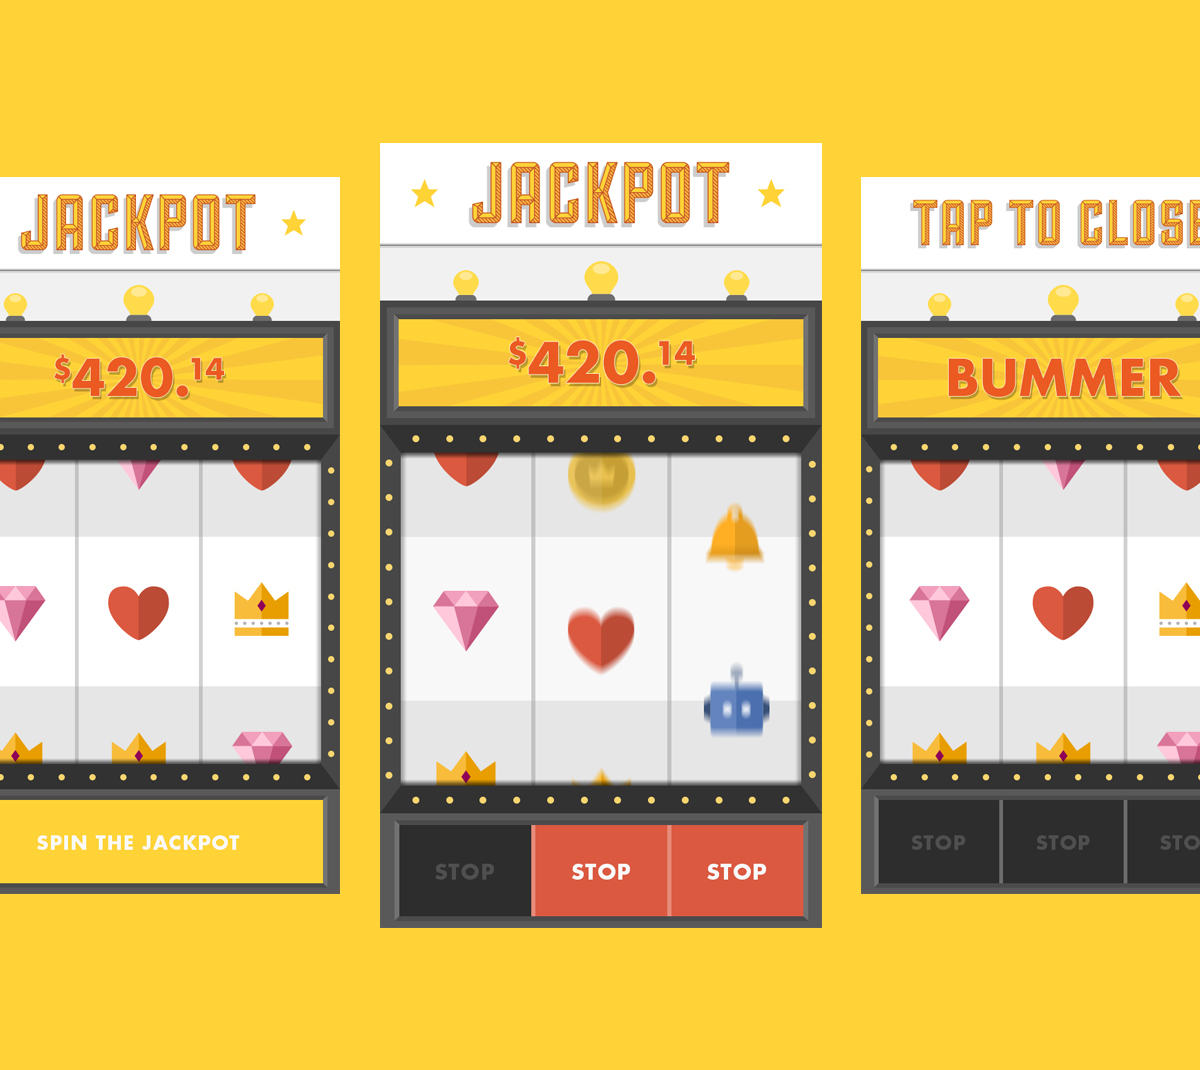 JACKPOT
$420.14
SPIN THE JACKPOT
JACKPOT
$420.14
STOP
STOP
STOP
TAP TO CLOSE
BUMMER
STOP
STOP
STO